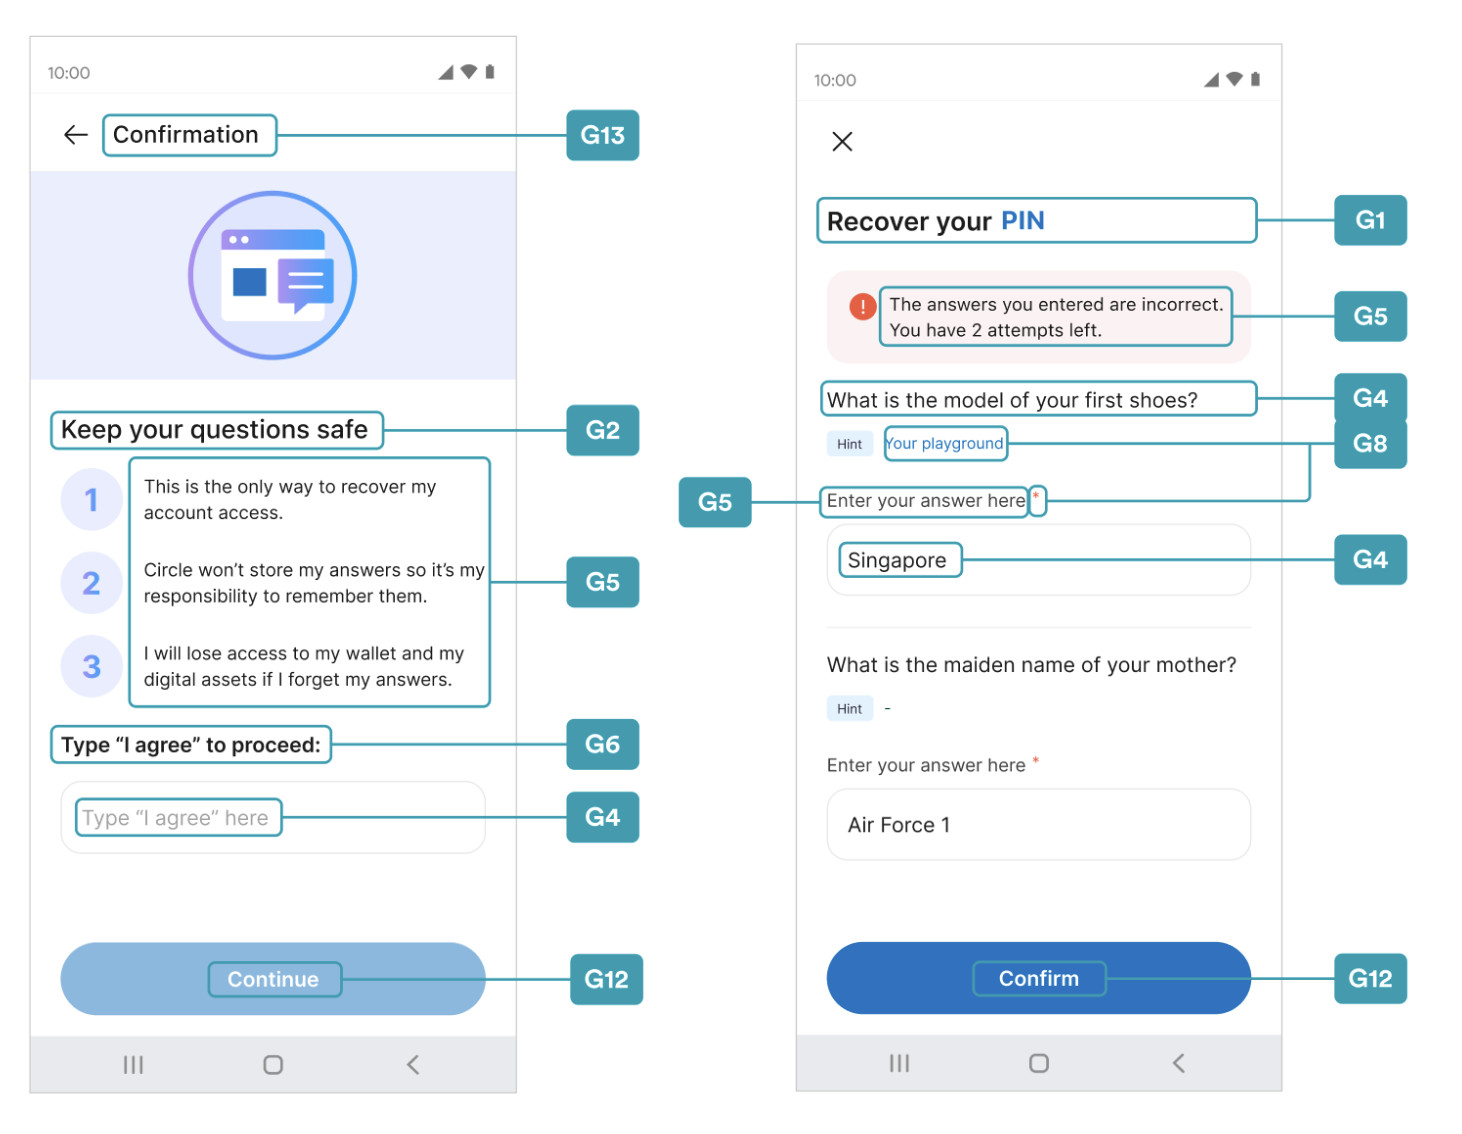 10:00
Confirmation
G13
Keep your questions safe
G2
1
This is the only way to recover my
account access.
2
Circle won’t store my answers so it’s my
responsibility to remember them.
G5
3
I will lose access to my wallet and my
digital assets if I forget my answers.
Type “I agree” to proceed:
G6
Type “I agree” here
G4
Continue
G12
10:00
Recover your PIN
G1
The answers you entered are incorrect.
You have 2 attempts left.
G5
What is the model of your first shoes?
G4
Hint Your playground
G8
G5
Enter your answer here *
Singapore
G4
What is the maiden name of your mother?
Hint -
Enter your answer here *
Air Force 1
Confirm
G12